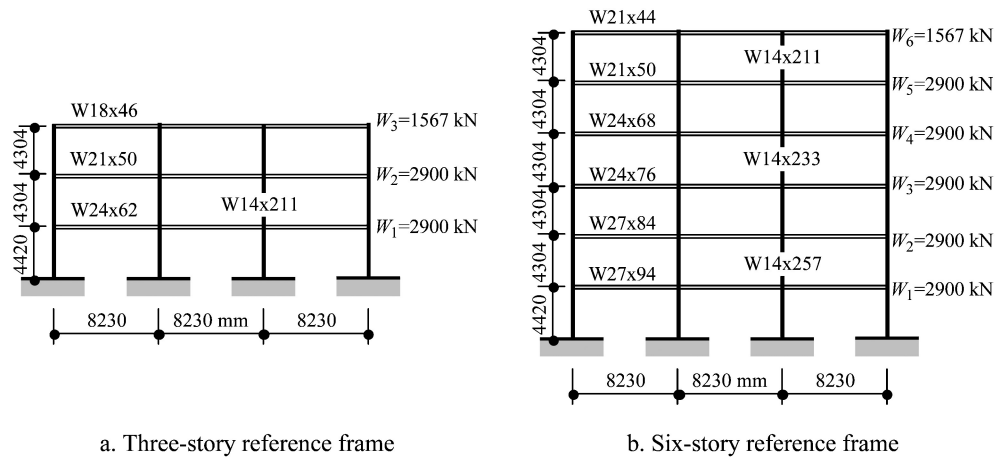 W18x46
W21x50
W24x62
W14x211
W3=1567 kN
W2=2900 kN
W1=2900 kN
4304
4304
4420
8230
8230 mm
8230
a. Three-story reference frame
W21x44
W21x50
W24x68
W24x76
W27x84
W27x94
W14x211
W14x233
W14x257
W6=1567 kN
W5=2900 kN
W4=2900 kN
W3=2900 kN
W2=2900 kN
W1=2900 kN
4304
4304
4304
4304
4304
4420
8230
8230 mm
8230
b. Six-story reference frame